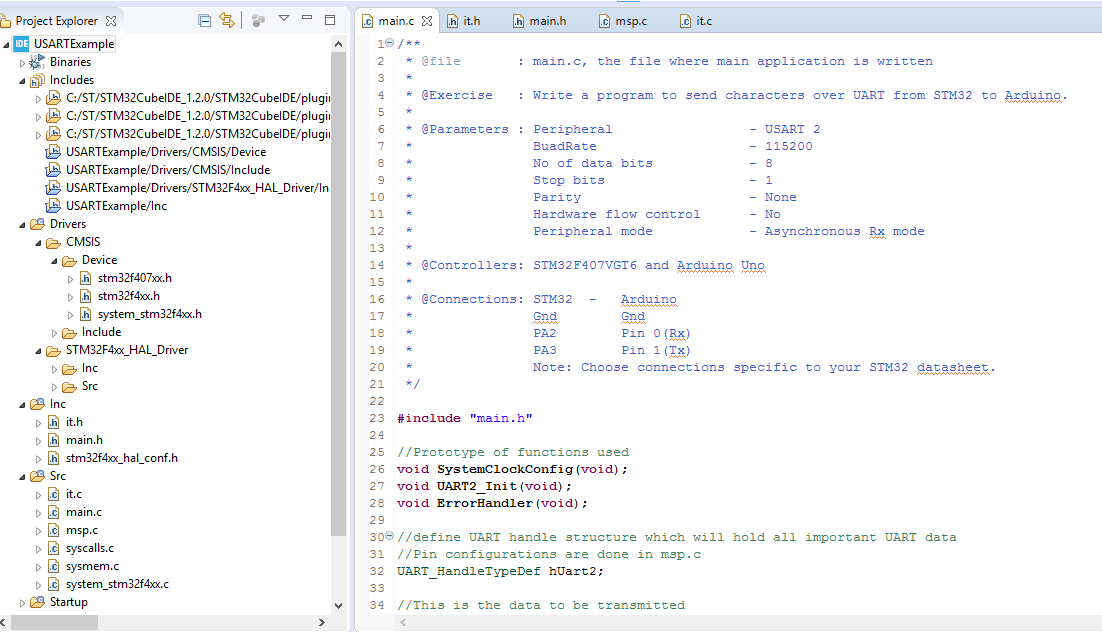 Project Explorer
USARTExample
Binaries
Includes
C:/ST/STM32CubeIDE_1.2.0/STM32CubeIDE/plugi
C:/ST/STM32CubeIDE_1.2.0/STM32CubeIDE/plugi
C:/ST/STM32CubeIDE_1.2.0/STM32CubeIDE/plugi
USARTExample/Drivers/CMSIS/Device
USARTExample/Drivers/CMSIS/Include
USARTExample/Drivers/STM32F4xx_HAL_Driver/In
USARTExample/Inc
Drivers
CMSIS
Device
stm32f407xx.h
stm32f4xx.h
system_stm32f4xx.h
Include
STM32F4xx_HAL_Driver
Inc
Src
Inc
it.h
main.h
stm32f4xx_hal_conf.h
Src
it.c
main.c
msp.c
syscalls.c
sysmem.c
system_stm32f4xx.c
Startup
main.c it.h main.h msp.c it.c
1 /**
2 * @file : main.c, the file where main application is written
3 *
4 * @Exercise : Write a program to send characters over UART from STM32 to Arduino.
5 *
6 * @Parameters : Peripheral - USART 2
7 * BuadRate - 115200
8 * No of data bits - 8
9 * Stop bits - 1
10 * Parity - None
11 * Hardware flow control - No
12 * Peripheral mode - Asynchronous Rx mode
13 *
14 * @Controllers: STM32F407VGT6 and Arduino Uno
15 *
16 * @Connections: STM32 - Arduino
17 * Gnd Gnd
18 * PA2 Pin 0(Rx)
19 * PA3 Pin 1(Tx)
20 * Note: Choose connections specific to your STM32 datasheet.
21 */
22
23 #include "main.h"
24
25 //Prototype of functions used
26 void SystemClockConfig(void);
27 void UART2_Init(void);
28 void ErrorHandler(void);
29
30 //define UART handle structure which will hold all important UART data
31 //Pin configurations are done in msp.c
32 UART_HandleTypeDef hUart2;
33
34 //This is the data to be transmitted